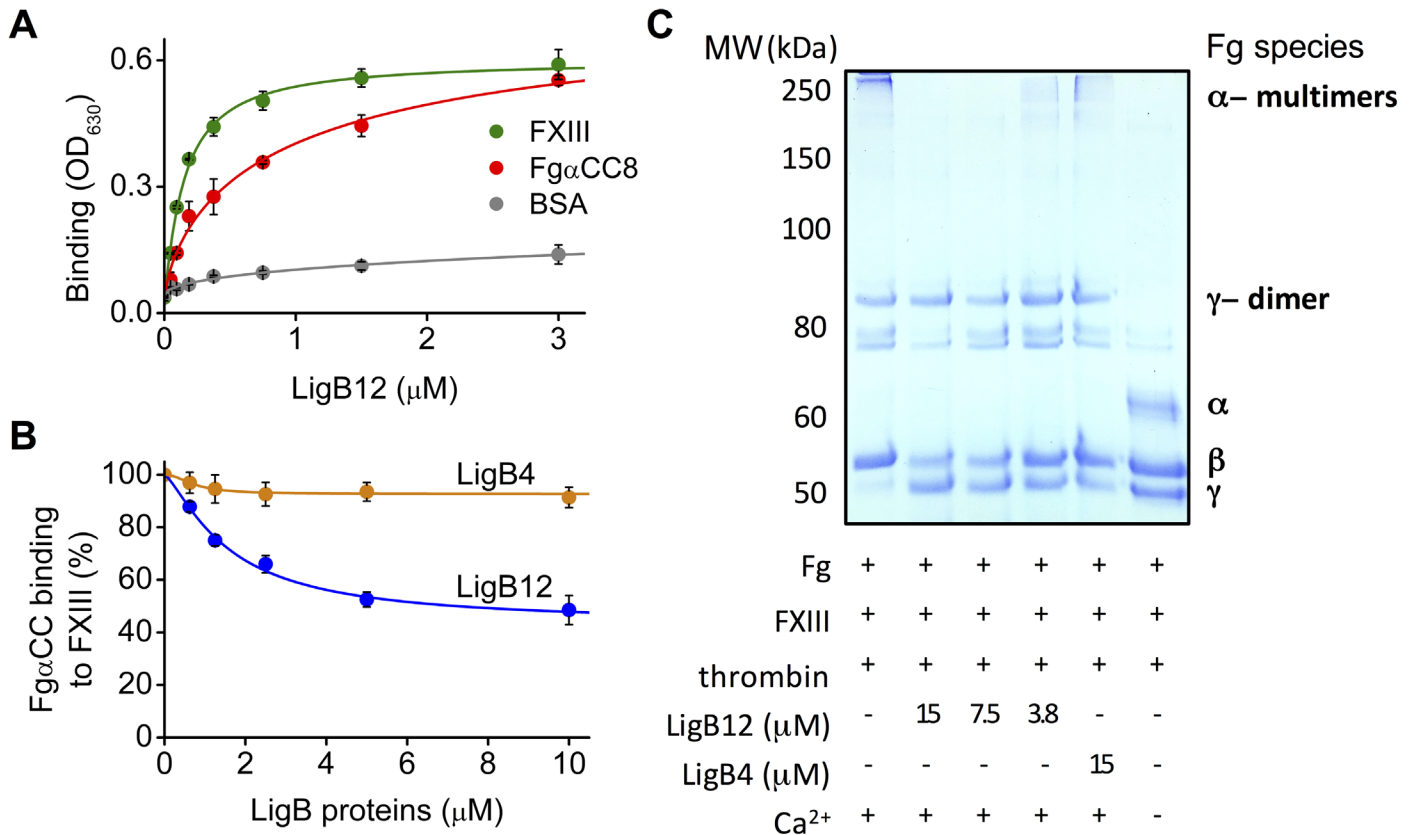 A
0.6
0.3
0.0
Binding (OD630)
FXIII
FgαCC8
BSA
0
1
2
3
LigB12 (μM)
B
100
80
60
40
20
0
FgαCC binding
to FXIII (%)
LigB4
LigB12
0
2
4
6
8
10
LigB proteins (μM)
C
MW (kDa)
Fg species
250
150
100
80
60
50
α– multimers
γ– dimer
α
β
γ
Fg + + + + + +
FXIII + + + + + +
thrombin + + + + + +
LigB12 (μM) - 15 7.5 3.8 - -
LigB4 (μM) - - - - 15 -
Ca2+ + + + + + -